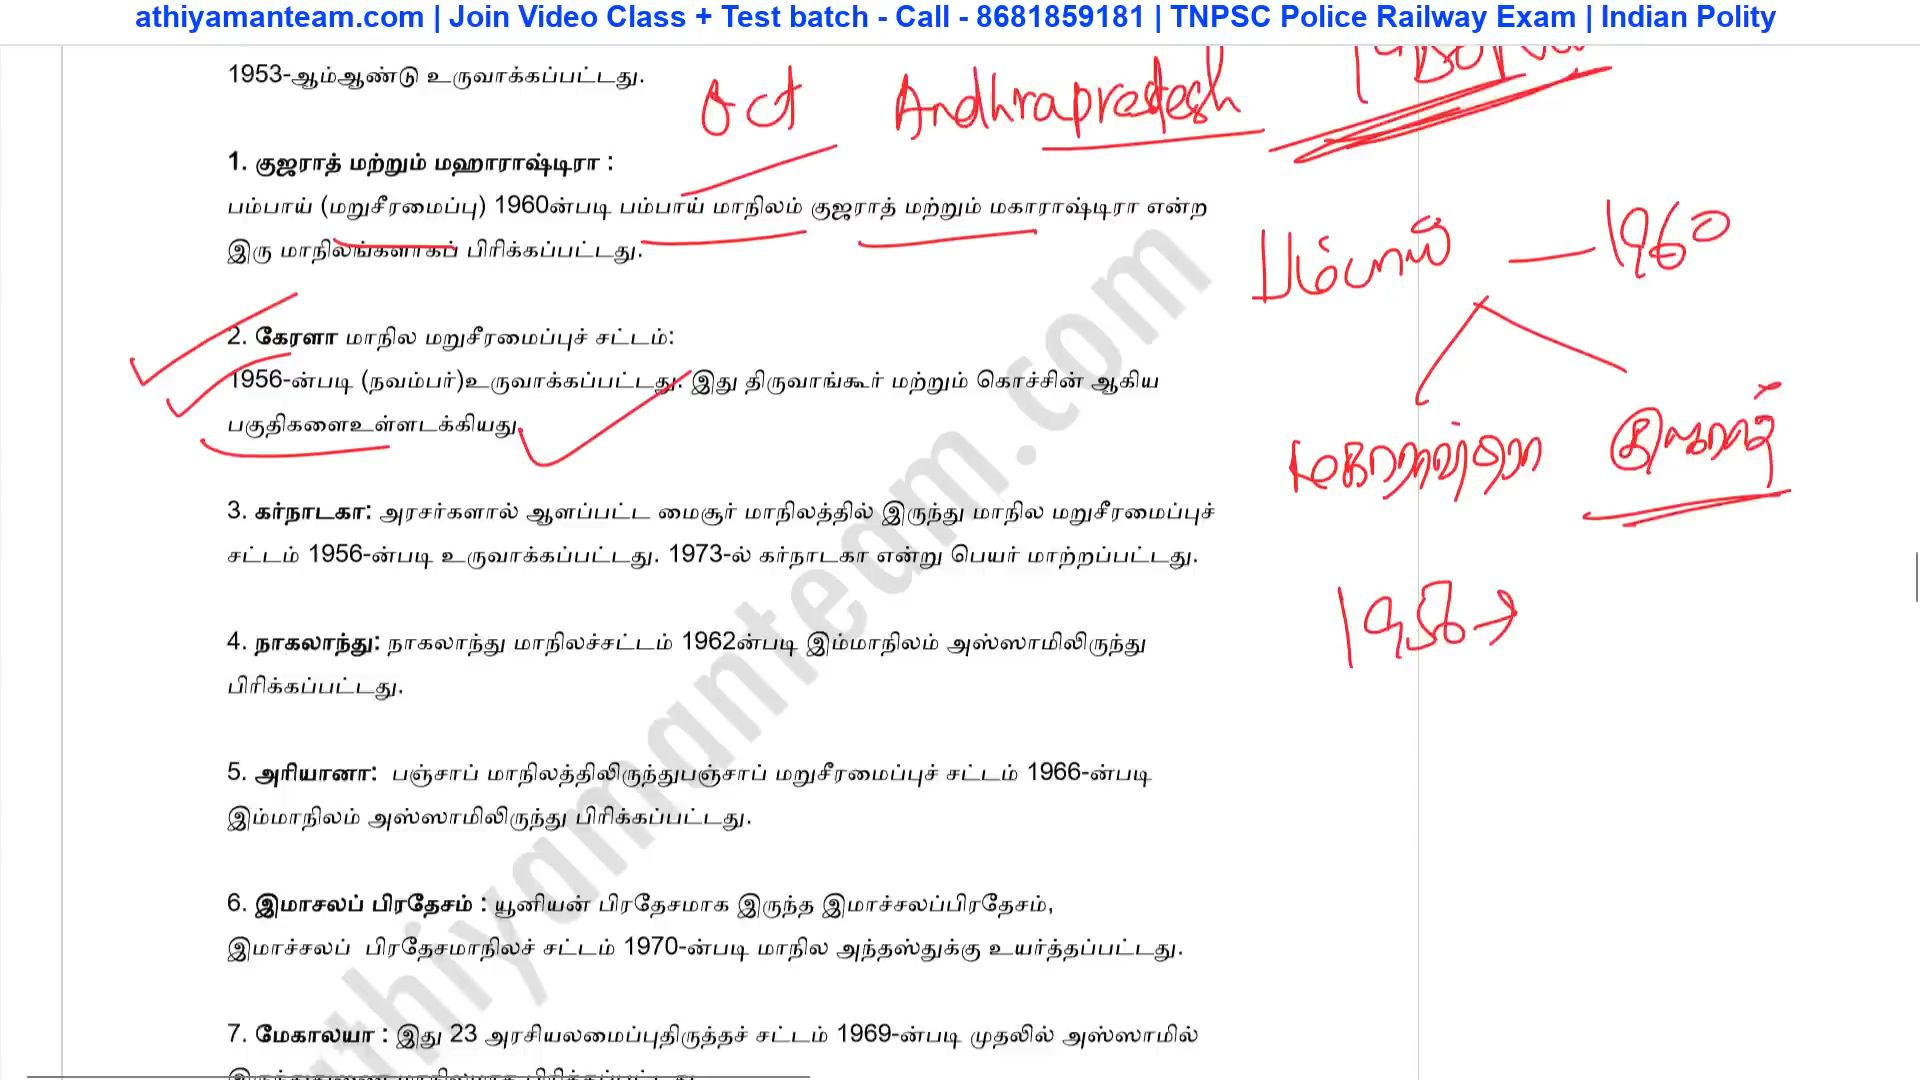 athiyamanteam.com | Join Video Class + Test batch - Call - 8681859181 | TNPSC Police Railway Exam | Indian Polity
1953-ஆம்ஆண்டு உருவாக்கப்பட்டது.
Oct Andhrapradesh
1. குஜராத் மற்றும் மஹாராஷ்டிரா :
பம்பாய் (மறுசீரமைப்பு) 1960ன்படி பம்பாய் மாநிலம் குஜராத் மற்றும் மகாராஷ்டிரா என்ற
இரு மாநிலங்களாகப் பிரிக்கப்பட்டது.
பம்பாய் — 1960
2. கேரளா மாநில மறுசீரமைப்புச் சட்டம்:
1956-ன்படி (நவம்பர்)உருவாக்கப்பட்டது. இது திருவாங்கூர் மற்றும் கொச்சின் ஆகிய
பகுதிகளைஉள்ளடக்கியது.
குஜராத்
3. கர்நாடகா: அரசர்களால் ஆளப்பட்ட மைசூர் மாநிலத்தில் இருந்து மாநில மறுசீரமைப்புச்
சட்டம் 1956-ன்படி உருவாக்கப்பட்டது. 1973-ல் கர்நாடகா என்று பெயர் மாற்றப்பட்டது.
1956 →
4. நாகலாந்து: நாகலாந்து மாநிலச்சட்டம் 1962ன்படி இம்மாநிலம் அஸ்ஸாமிலிருந்து
பிரிக்கப்பட்டது.
5. அரியானா: பஞ்சாப் மாநிலத்திலிருந்துபஞ்சாப் மறுசீரமைப்புச் சட்டம் 1966-ன்படி
இம்மாநிலம் அஸ்ஸாமிலிருந்து பிரிக்கப்பட்டது.
6. இமாசலப் பிரதேசம் : யூனியன் பிரதேசமாக இருந்த இமாச்சலப்பிரதேசம்,
இமாச்சலப் பிரதேசமாநிலச் சட்டம் 1970-ன்படி மாநில அந்தஸ்துக்கு உயர்த்தப்பட்டது.
7. மேகாலயா : இது 23 அரசியலமைப்புதிருத்தச் சட்டம் 1969-ன்படி முதலில் அஸ்ஸாமில்
athiyamanteam.com